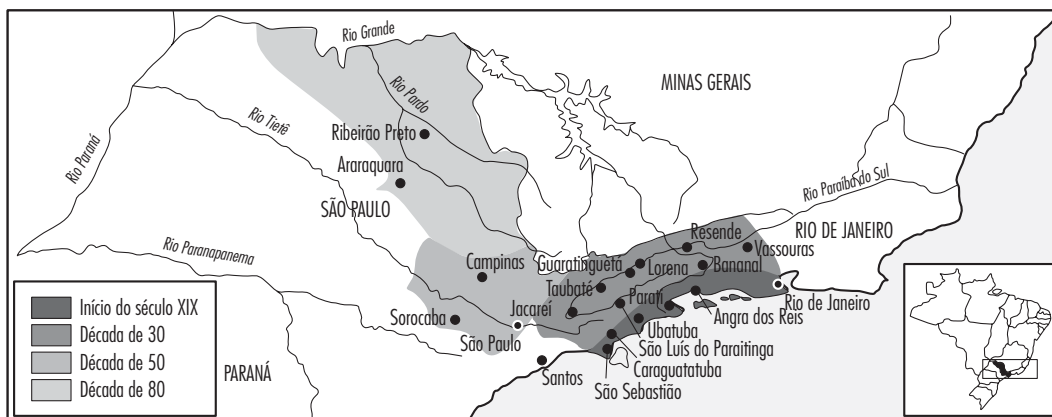 Rio Grande
MINAS GERAIS
Rio Pardo
Rio Tietê
Ribeirão Preto
Rio Paraná
Araraquara
Rio Paraíba do Sul
SÃO PAULO
RIO DE JANEIRO
Resende
Vassouras
Rio Paranapanema
Guaratinguetá
Lorena
Bananal
Campinas
Taubaté
Parati
Rio de Janeiro
Jacareí
Angra dos Reis
Sorocaba
Ubatuba
São Paulo
São Luís do Paraitinga
Caraguatatuba
Santos
São Sebastião
PARANÁ
Início do século XIX
Década de 30
Década de 50
Década de 80